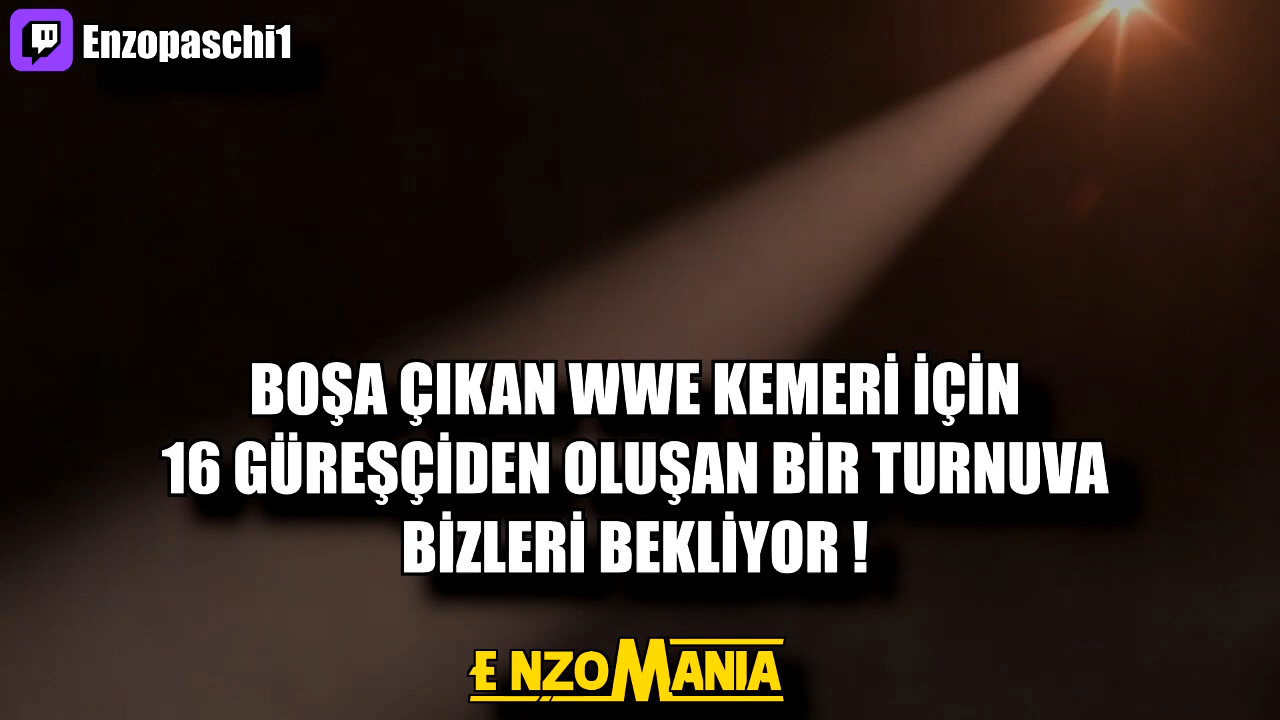 Enzopaschi1
BOŞA ÇIKAN WWE KEMERİ İÇİN
16 GÜREŞÇİDEN OLUŞAN BİR TURNUVA
BİZLERİ BEKLİYOR !
ENZOMANIA